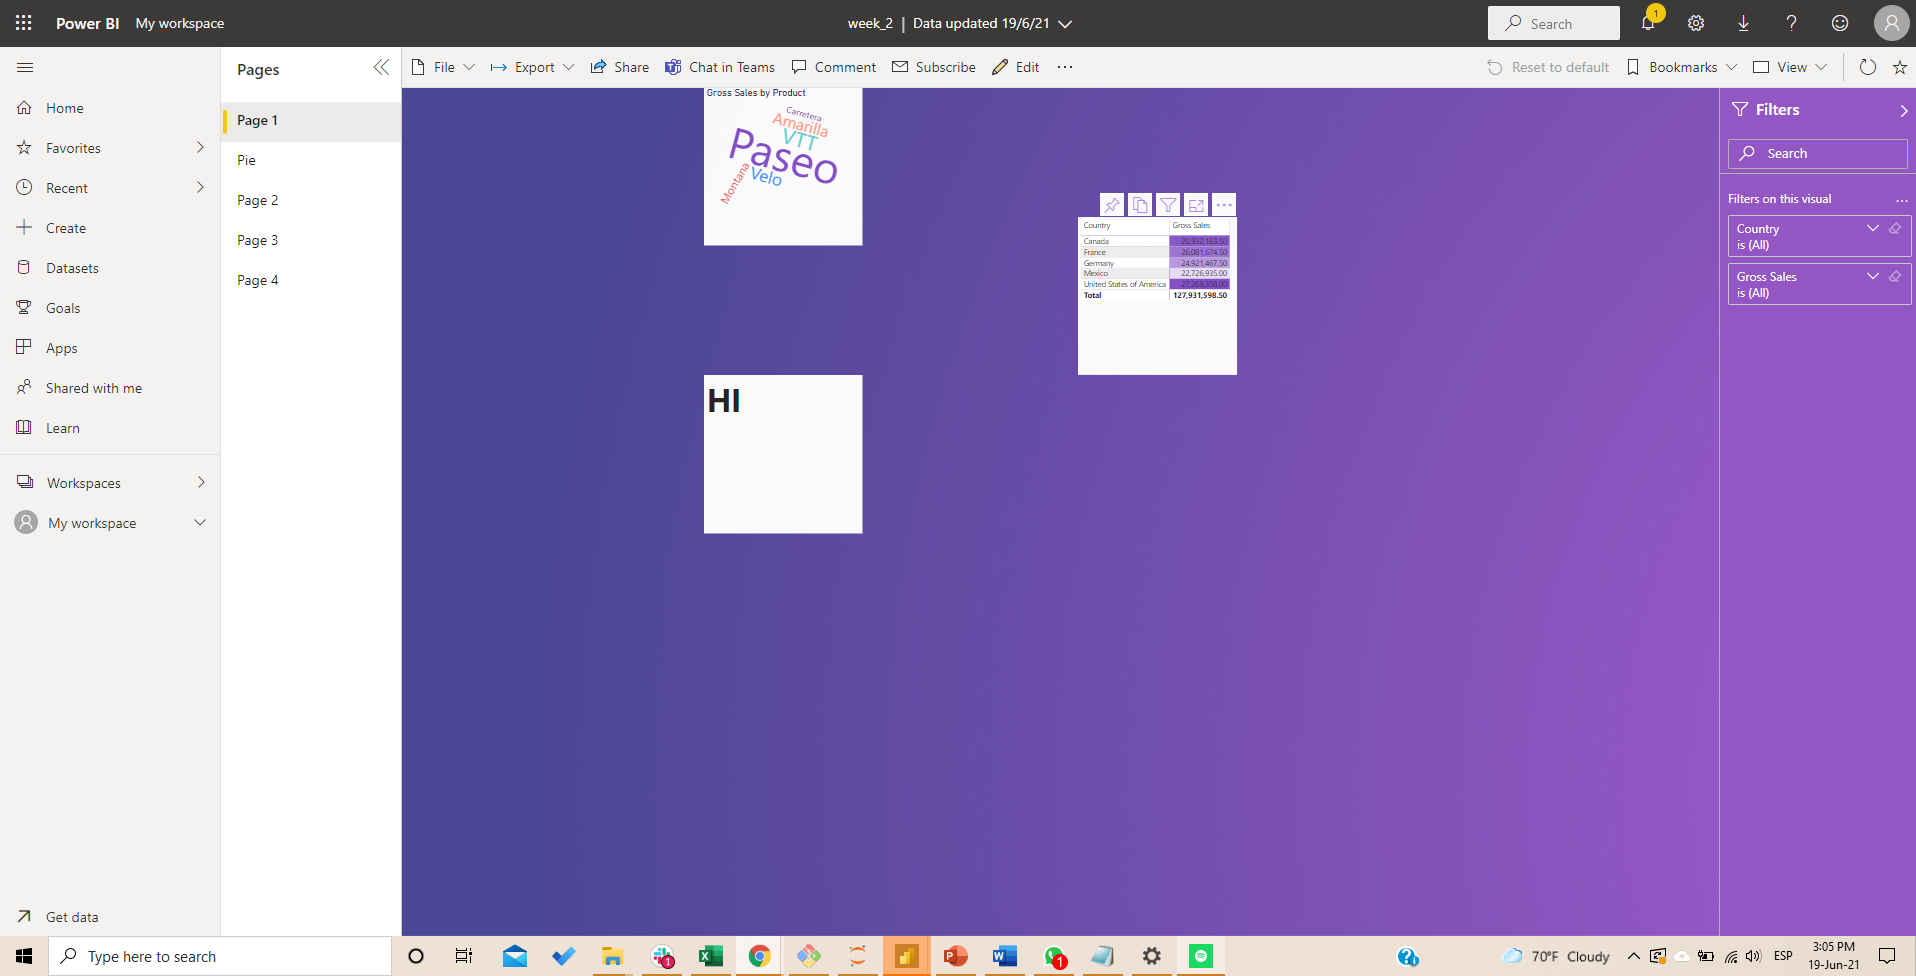 Power BI My workspace
week_2 | Data updated 19/6/21
Search
1
Pages
File
Export
Share
Chat in Teams
Comment
Subscribe
Edit
Reset to default
Bookmarks
View
Home
Favorites
Recent
Create
Datasets
Goals
Apps
Shared with me
Learn
Workspaces
My workspace
Get data
Page 1
Pie
Page 2
Page 3
Page 4
Gross Sales by Product
Carretera
Amarilla
VTT
Paseo
Velo
Montana
HI
Country Gross Sales
Canada 26,932,163.50
France 26,081,674.50
Germany 24,921,467.50
Mexico 22,726,935.00
United States of America 27,269,358.00
Total 127,931,598.50
Filters
Search
Filters on this visual
Country
is (All)
Gross Sales
is (All)
Type here to search
1
1
70°F Cloudy
ESP
3:05 PM
19-Jun-21